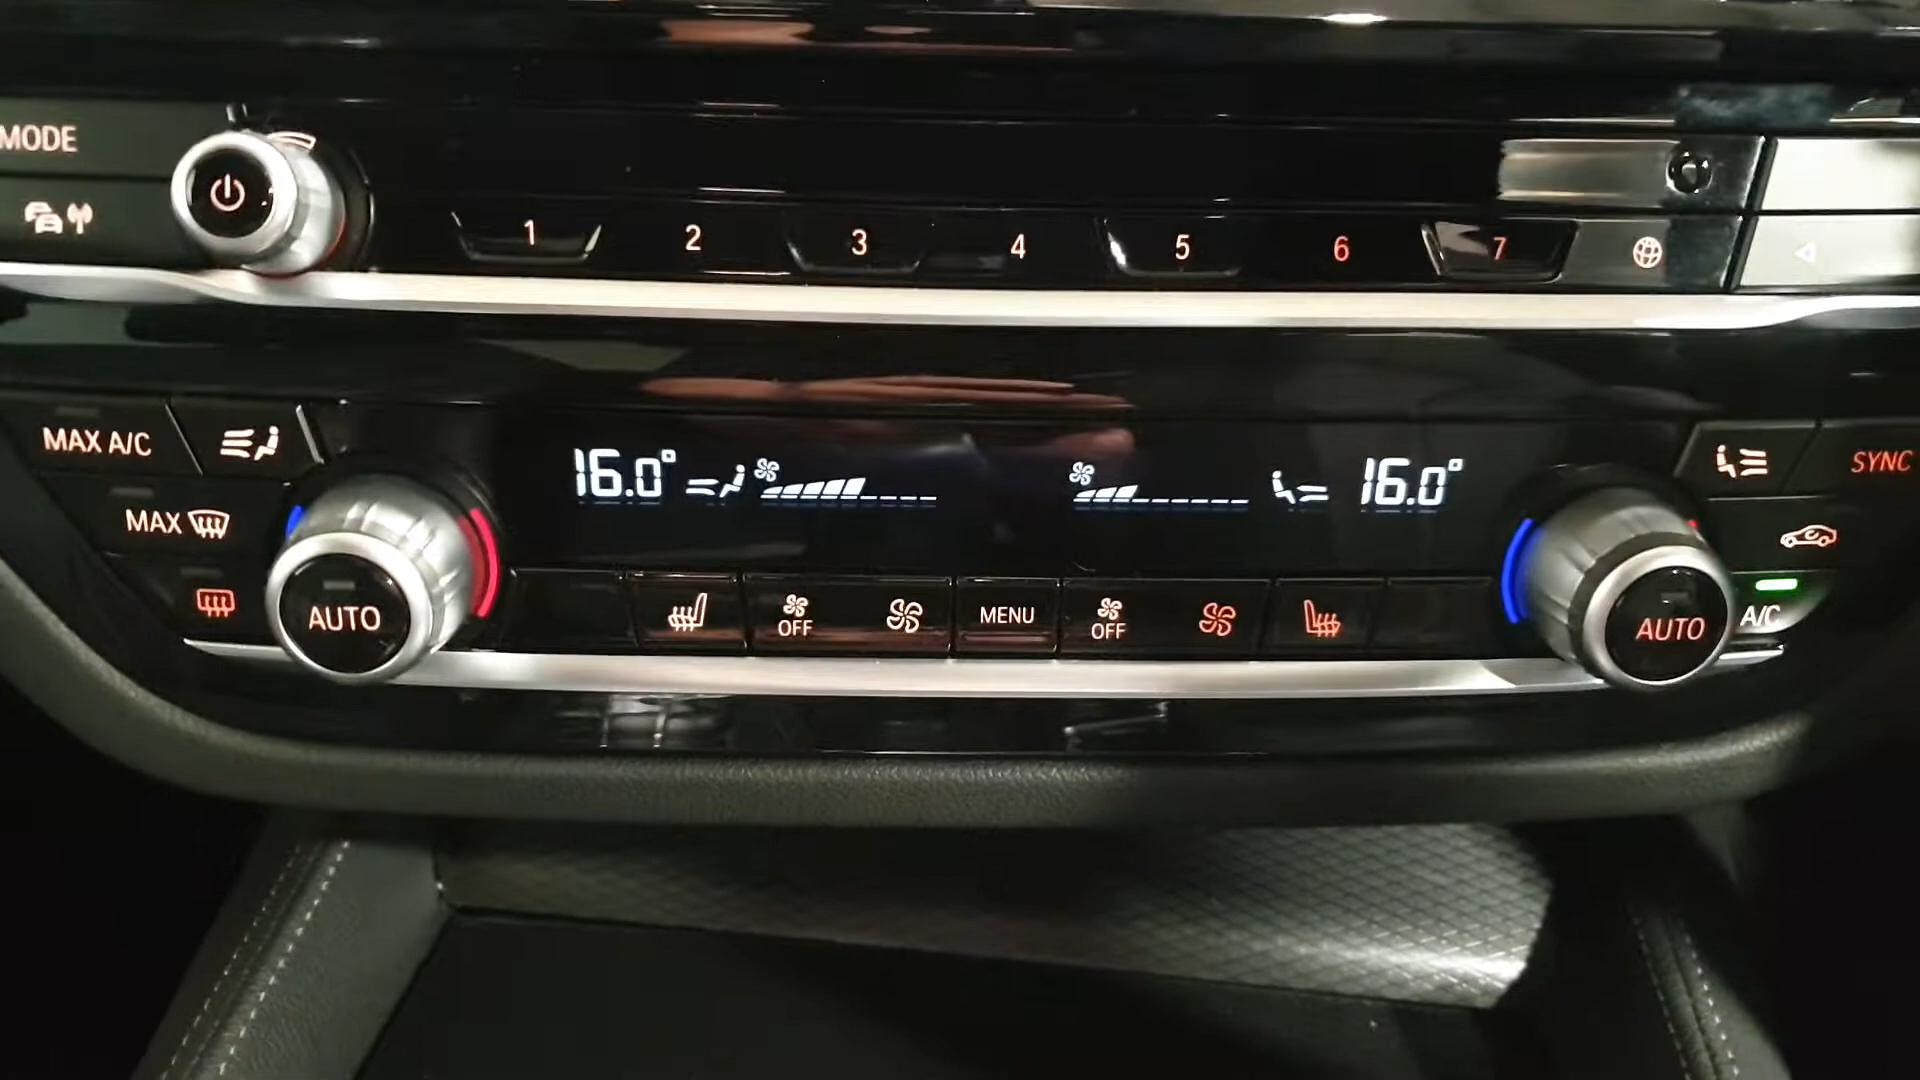 MODE
1 2 3 4 5 6 7
MAX A/C
16.0° 16.0°
SYNC
MAX
AUTO
OFF
MENU
OFF
AUTO
A/C